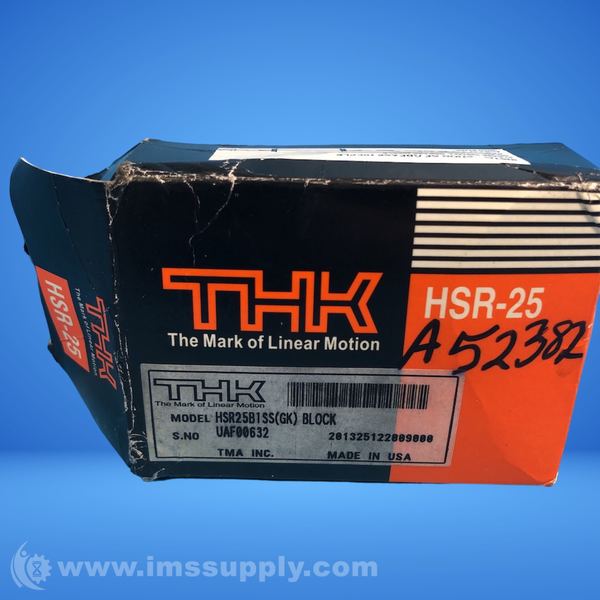 THK
The Mark of Linear Motion
HSR-25
A52382
THK
The Mark of Linear Motion
MODEL HSR25B1SS(GK) BLOCK
S.NO UAF00632
201325122009000
TMA INC. MADE IN USA
HSR-25
THK
The Mark of Linear Motion
www.imssupply.com